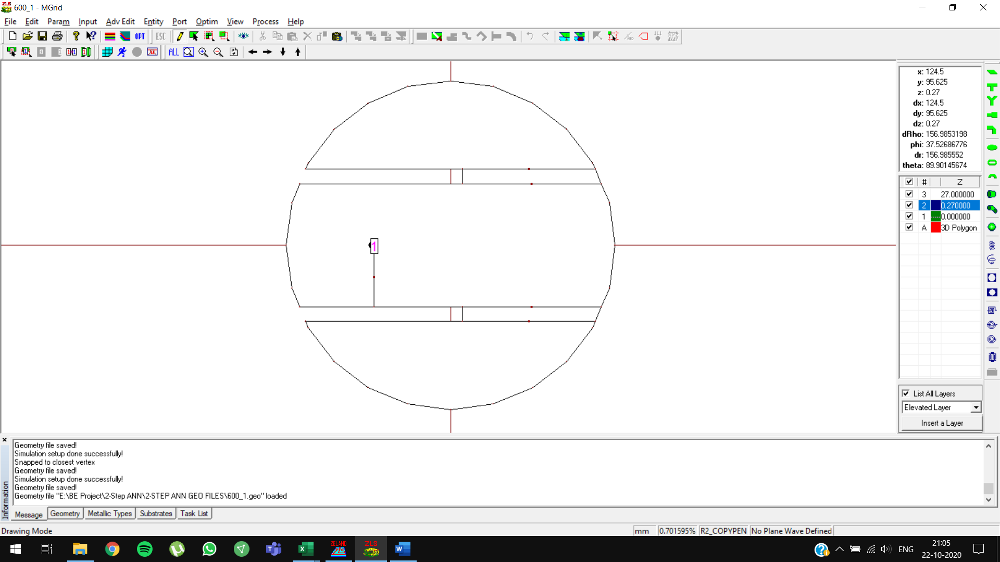 600_1 - MGrid
File Edit Param Input Adv Edit Entity Port Optim View Process Help
OPT ESC
ALL
x: 124.5
y: 95.625
z: 0.27
dx: 124.5
dy: 95.625
dz: 0.27
dRho: 156.9853198
phi: 37.52686776
dr: 156.985552
theta: 89.90145674
# Z
3 27.000000
2 0.270000
1 0.000000
A 3D Polygon
1
List All Layers
Elevated Layer
Insert a Layer
Geometry file saved!
Simulation setup done successfully!
Snapped to closest vertex
Geometry file saved!
Simulation setup done successfully!
Geometry file saved!
Geometry file "E:\BE Project\2-Step ANN\2-STEP ANN GEO FILES\600_1.geo" loaded
Information
Message Geometry Metallic Types Substrates Task List
Drawing Mode mm 0.701595% R2_COPYPEN No Plane Wave Defined
ZELAND ZLS
ENG 21:05
22-10-2020